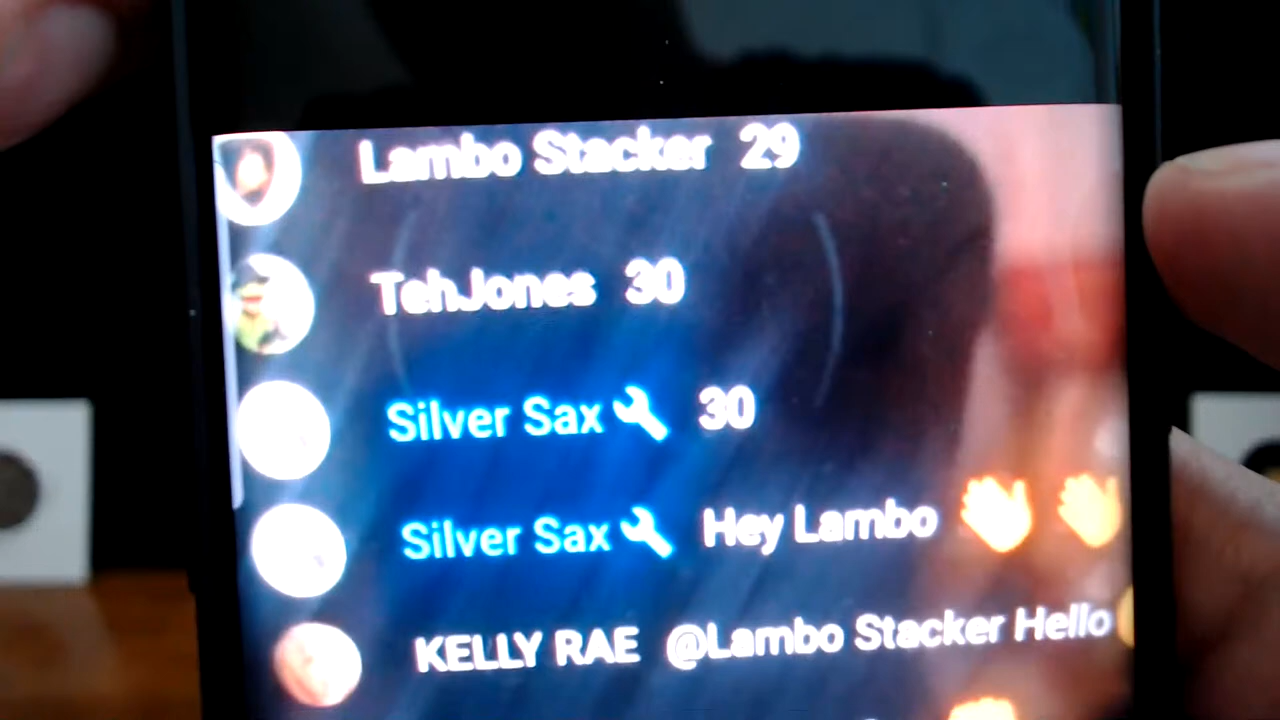 Lambo Stacker 29
TehJones 30
Silver Sax 30
Silver Sax Hey Lambo 👋 👋
KELLY RAE @Lambo Stacker Hello